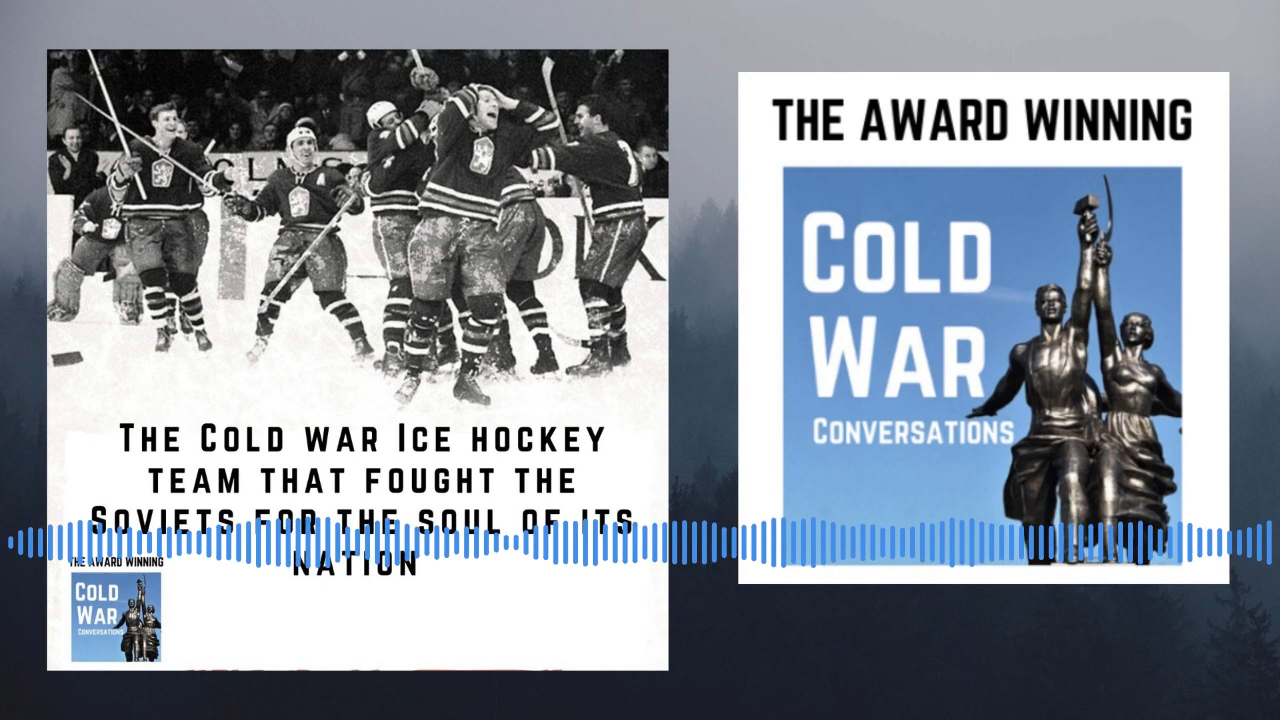 The Cold war Ice hockey
team that fought the
Soviets for the soul of its
nation
THE AWARD WINNING
COLD
WAR
CONVERSATIONS
THE AWARD WINNING
COLD
WAR
CONVERSATIONS